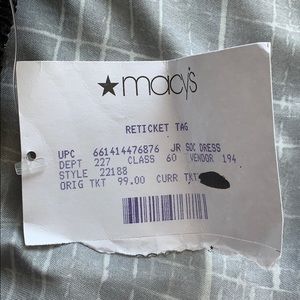 macy's
RETICKET TAG
UPC 661414476876 JR SOC DRESS
DEPT 227 CLASS 60 VENDOR 194
STYLE 22188
ORIG TKT 99.00 CURR TKT